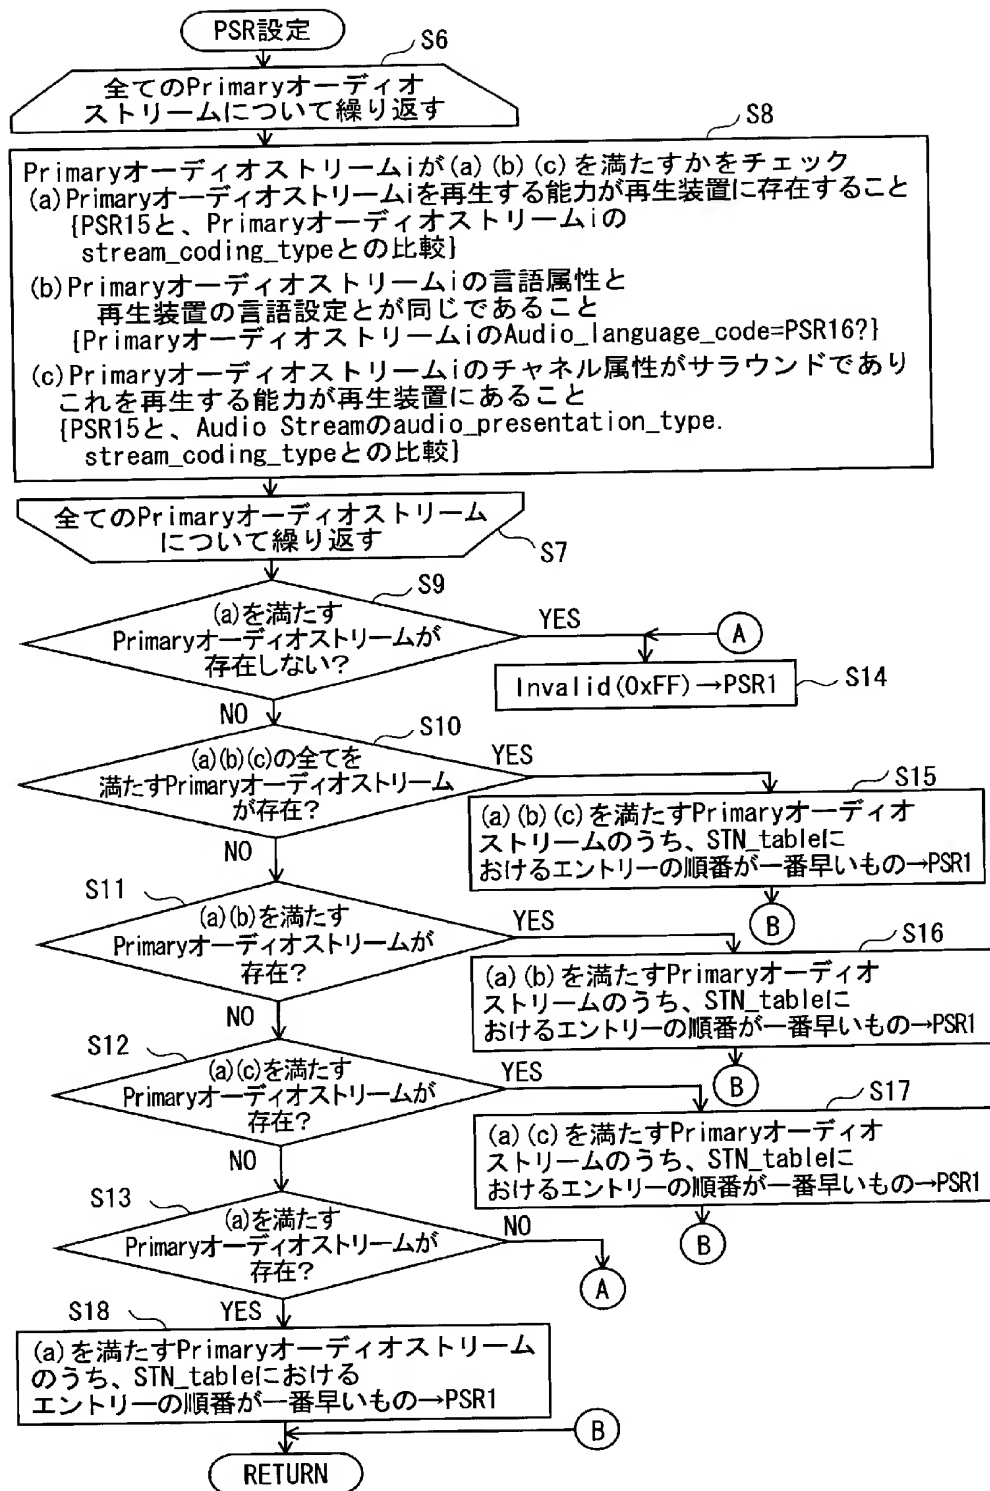 PSR設定
S6
全てのPrimaryオーディオ
ストリームについて繰り返す
S8
Primaryオーディオストリームiが(a)(b)(c)を満たすかをチェック
(a)Primaryオーディオストリームiを再生する能力が再生装置に存在すること
{PSR15と、Primaryオーディオストリームiの
stream_coding_typeとの比較}
(b)Primaryオーディオストリームiの言語属性と
再生装置の言語設定とが同じであること
{PrimaryオーディオストリームiのAudio_language_code=PSR16?}
(c)Primaryオーディオストリームiのチャネル属性がサラウンドであり
これを再生する能力が再生装置にあること
{PSR15と、Audio Streamのaudio_presentation_type.
stream_coding_typeとの比較}
全てのPrimaryオーディオストリーム
について繰り返す
S7
S9
(a)を満たす
Primaryオーディオストリームが
存在しない?
YES
A
Invalid(0xFF)→PSR1
S14
NO
S10
(a)(b)(c)の全てを
満たすPrimaryオーディオストリーム
が存在?
YES
S15
(a)(b)(c)を満たすPrimaryオーディオ
ストリームのうち、STN_tableに
おけるエントリーの順番が一番早いもの→PSR1
B
NO
S11
(a)(b)を満たす
Primaryオーディオストリームが
存在?
YES
S16
(a)(b)を満たすPrimaryオーディオ
ストリームのうち、STN_tableに
おけるエントリーの順番が一番早いもの→PSR1
B
NO
S12
(a)(c)を満たす
Primaryオーディオストリームが
存在?
YES
S17
(a)(c)を満たすPrimaryオーディオ
ストリームのうち、STN_tableに
おけるエントリーの順番が一番早いもの→PSR1
B
NO
S13
(a)を満たす
Primaryオーディオストリームが
存在?
NO
A
YES
S18
(a)を満たすPrimaryオーディオストリーム
のうち、STN_tableにおける
エントリーの順番が一番早いもの→PSR1
B
RETURN